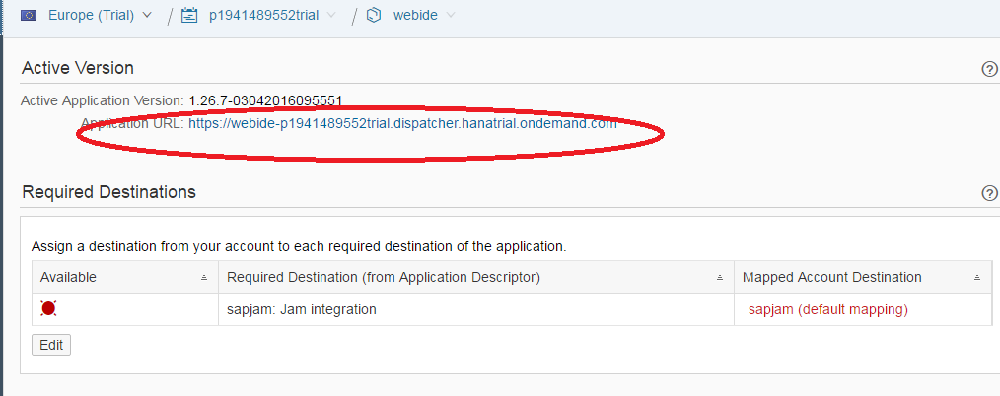 Europe (Trial) / p1941489552trial / webide
Active Version
?
Active Application Version: 1.26.7-03042016095551
Application URL: https://webide-p1941489552trial.dispatcher.hanatrial.ondemand.com
Required Destinations
?
Assign a destination from your account to each required destination of the application.
Available Required Destination (from Application Descriptor) Mapped Account Destination
sapjam: Jam integration sapjam (default mapping)
Edit